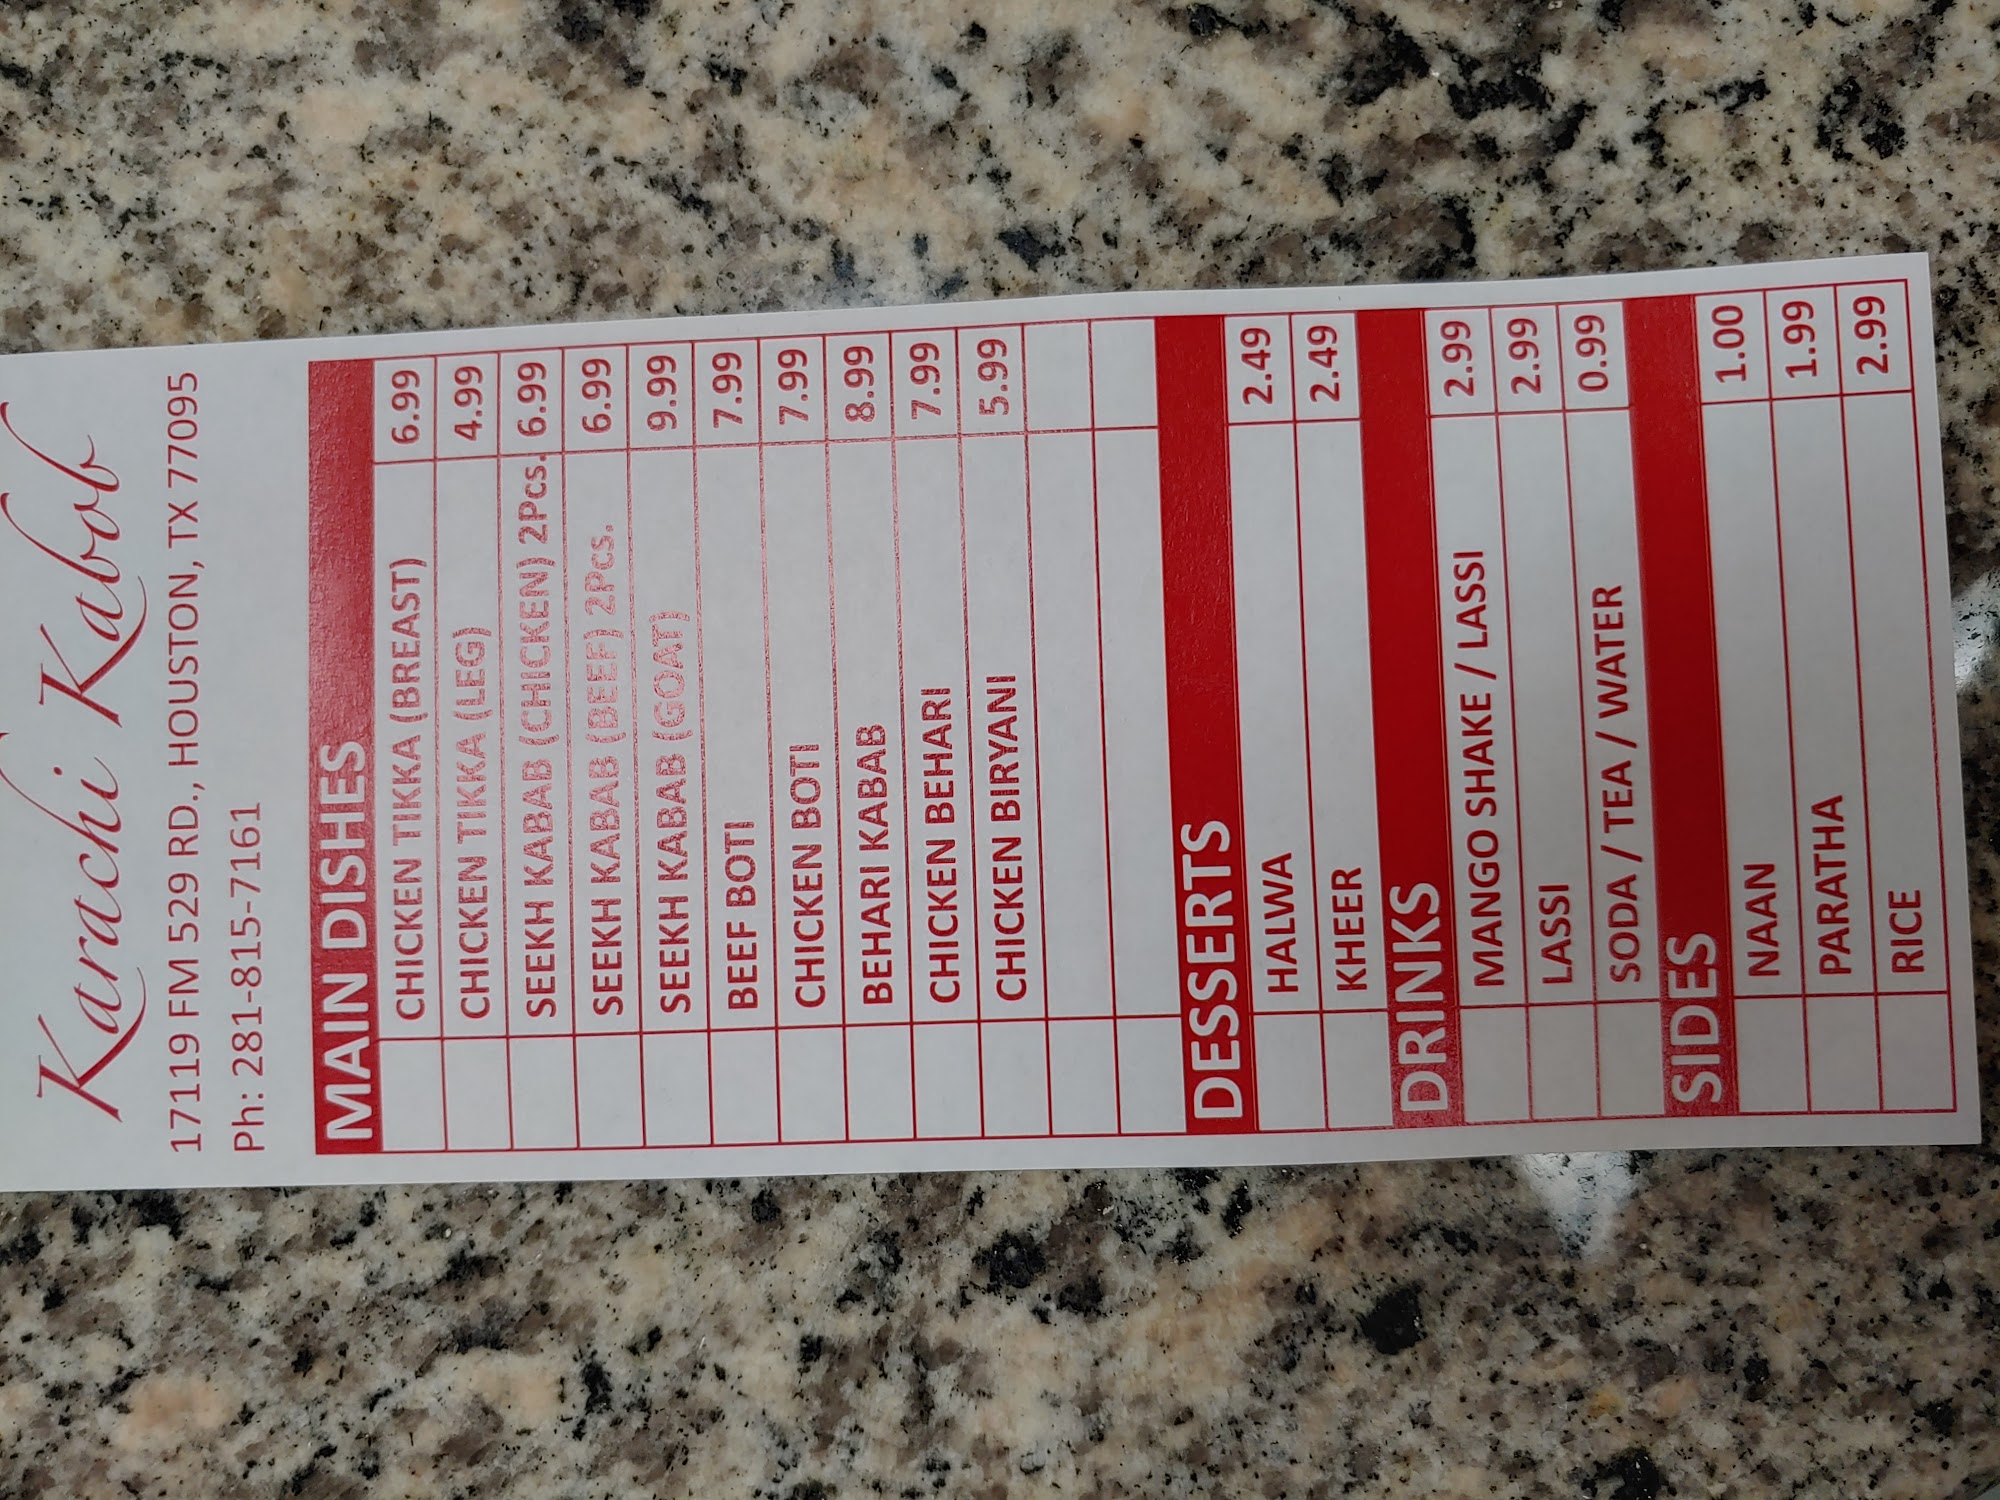 Karachi Kabob
17119 FM 529 RD., HOUSTON, TX 77095
Ph: 281-815-7161
MAIN DISHES
CHICKEN TIKKA (BREAST) 6.99
CHICKEN TIKA (LEG) 4.99
SEEKH KABAB (CHICKEN) 2Pcs. 6.99
SEEKH KABAB (BEEF) 2Pcs. 6.99
SEEKH KABAB (GOAT) 9.99
BEEF BOTI 7.99
CHICKEN BOTI 7.99
BEHARI KABAB 8.99
CHICKEN BEHARI 7.99
CHICKEN BIRYANI 5.99
DESSERTS
HALWA 2.49
KHEER 2.49
DRINKS
MANGO SHAKE / LASSI 2.99
LASSI 2.99
SODA / TEA / WATER 0.99
SIDES
NAAN 1.00
PARATHA 1.99
RICE 2.99